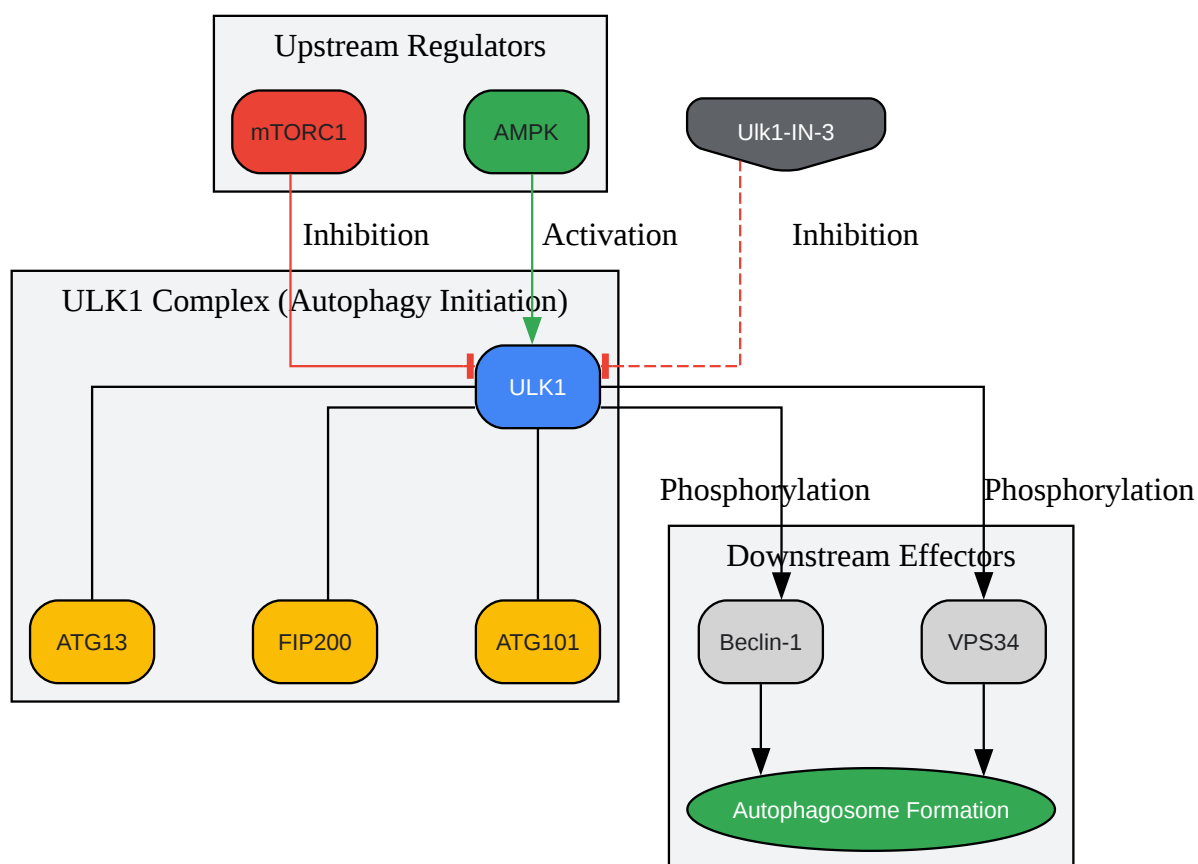 Upstream Regulators
mTORC1
AMPK
Ulk1-IN-3
Inhibition
Activation
Inhibition
ULK1 Complex (Autophagy Initiation)
ULK1
Phosphorylation
Phosphorylation
Downstream Effectors
ATG13
FIP200
ATG101
Beclin-1
VPS34
Autophagosome Formation